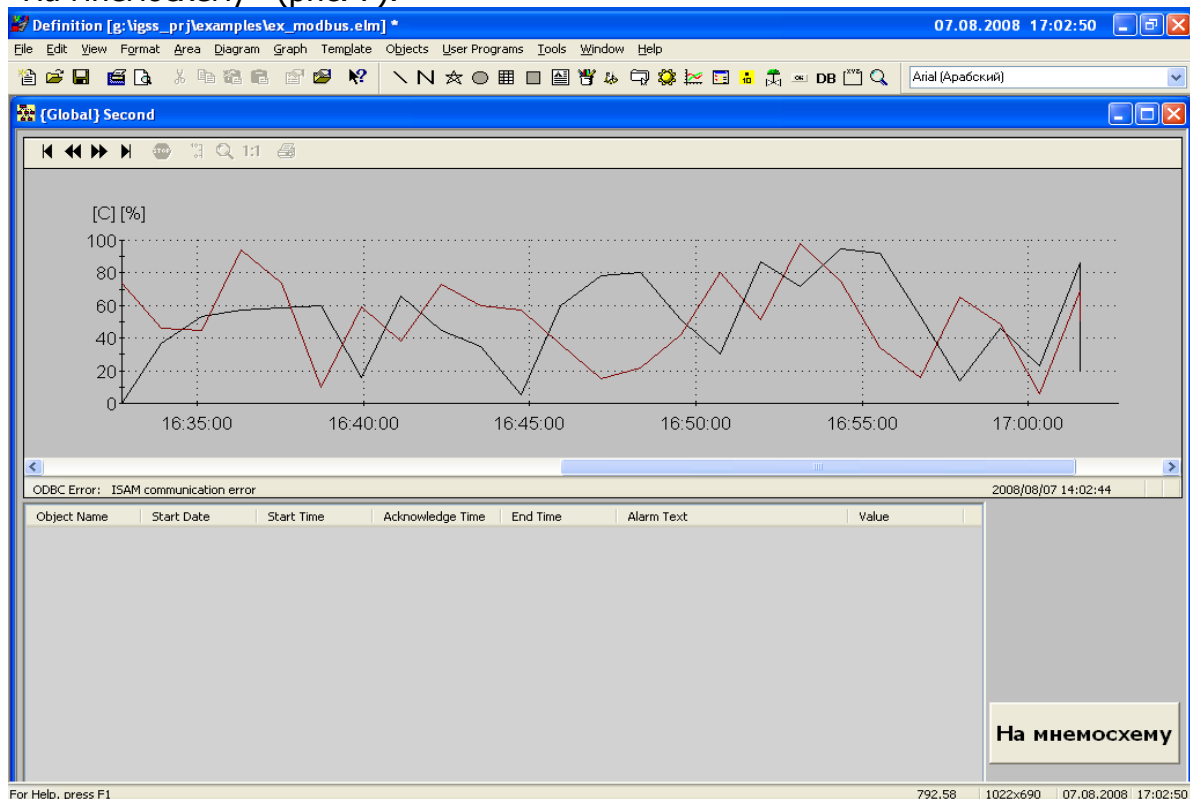 Definition [g:\igss_prj\examples\ex_modbus.elm] * 07.08.2008 17:02:50
File Edit View Format Area Diagram Graph Template Objects User Programs Tools Window Help
DB Arial (Арабский)
{Global} Second
1:1
[C] [%]
100
80
60
40
20
0
16:35:00 16:40:00 16:45:00 16:50:00 16:55:00 17:00:00
ODBC Error: ISAM communication error 2008/08/07 14:02:44
Object Name Start Date Start Time Acknowledge Time End Time Alarm Text Value
На мнемосхему
For Help, press F1 792,58 1022x690 07.08.2008 17:02:50